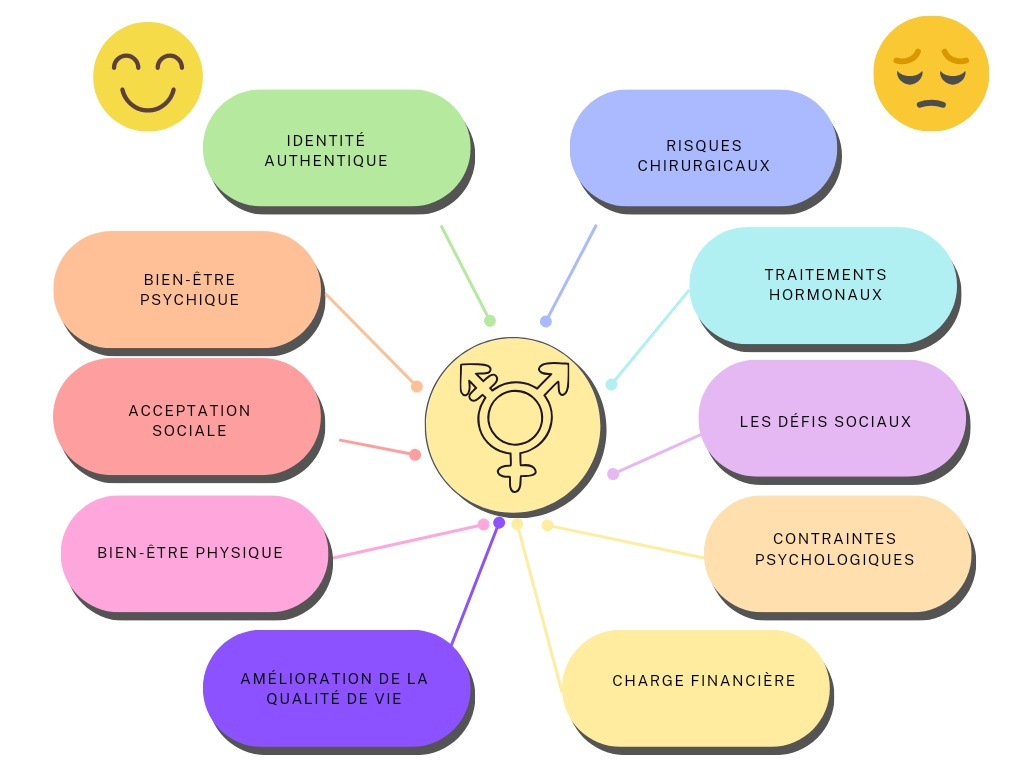 IDENTITÉ
AUTHENTIQUE
RISQUES
CHIRURGICAUX
BIEN-ÊTRE
PSYCHIQUE
TRAITEMENTS
HORMONAUX
ACCEPTATION
SOCIALE
LES DÉFIS SOCIAUX
BIEN-ÊTRE PHYSIQUE
CONTRAINTES
PSYCHOLOGIQUES
AMÉLIORATION DE LA
QUALITÉ DE VIE
CHARGE FINANCIÈRE